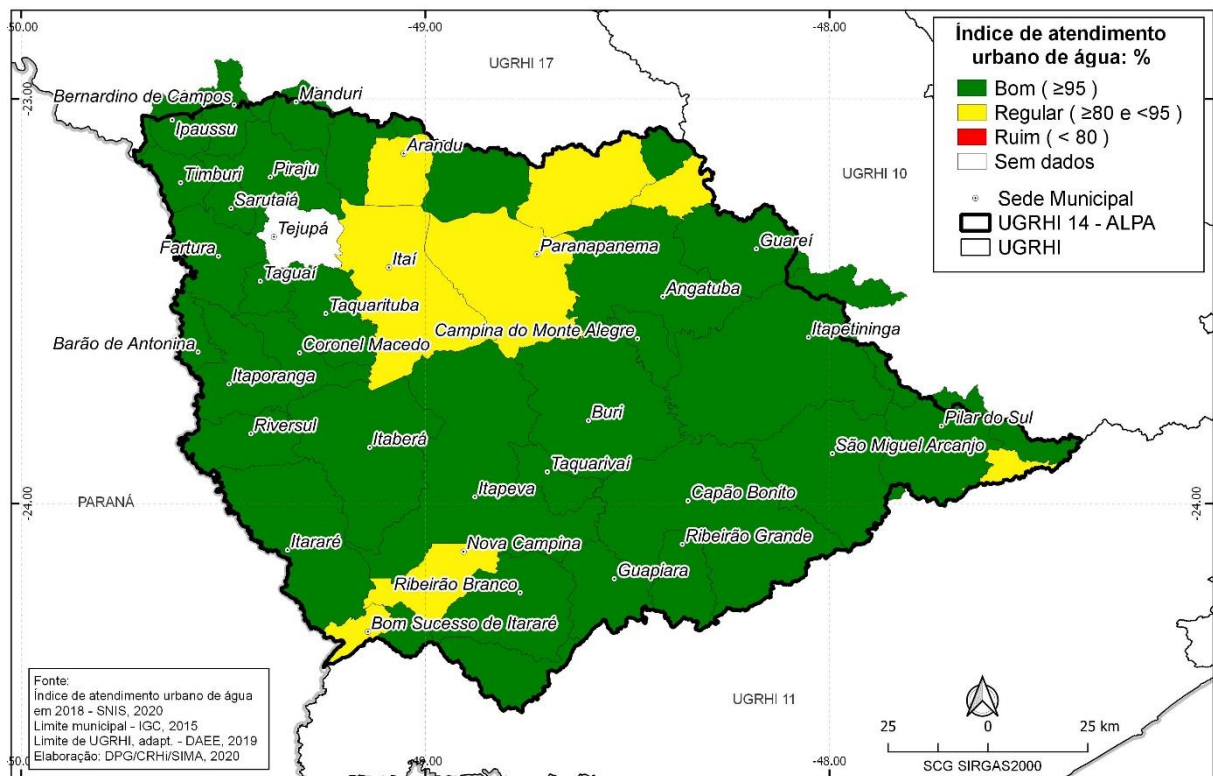 -50.00
-49.00
-48.00
-23.00
-23.00
-24.00
-24.00
-50.00
-49.00
-48.00
Índice de atendimento
urbano de água: %
Bom ( ≥95 )
Regular ( ≥80 e <95 )
Ruim ( < 80 )
Sem dados
Sede Municipal
UGRHI 14 - ALPA
UGRHI
UGRHI 17
UGRHI 10
UGRHI 11
PARANÁ
Bernardino de Campos
Manduri
Ipaussu
Arandu
Timburi
Piraju
Sarutaiá
Tejupá
Fartura
Itaí
Paranapanema
Guareí
Taguaí
Angatuba
Taquarituba
Campina do Monte Alegre
Itapetininga
Barão de Antonina
Coronel Macedo
Itaporanga
Buri
Pilar do Sul
Riversul
Itaberá
São Miguel Arcanjo
Taquarivaí
Itapeva
Capão Bonito
Itararé
Nova Campina
Ribeirão Grande
Ribeirão Branco
Guapiara
Bom Sucesso de Itararé
Fonte:
Índice de atendimento urbano de água
em 2018 - SNIS, 2020
Limite municipal - IGC, 2015
Limite de UGRHI, adapt. - DAEE, 2019
Elaboração: DPG/CRHi/SIMA, 2020
25 0 25 km
SCG SIRGAS2000